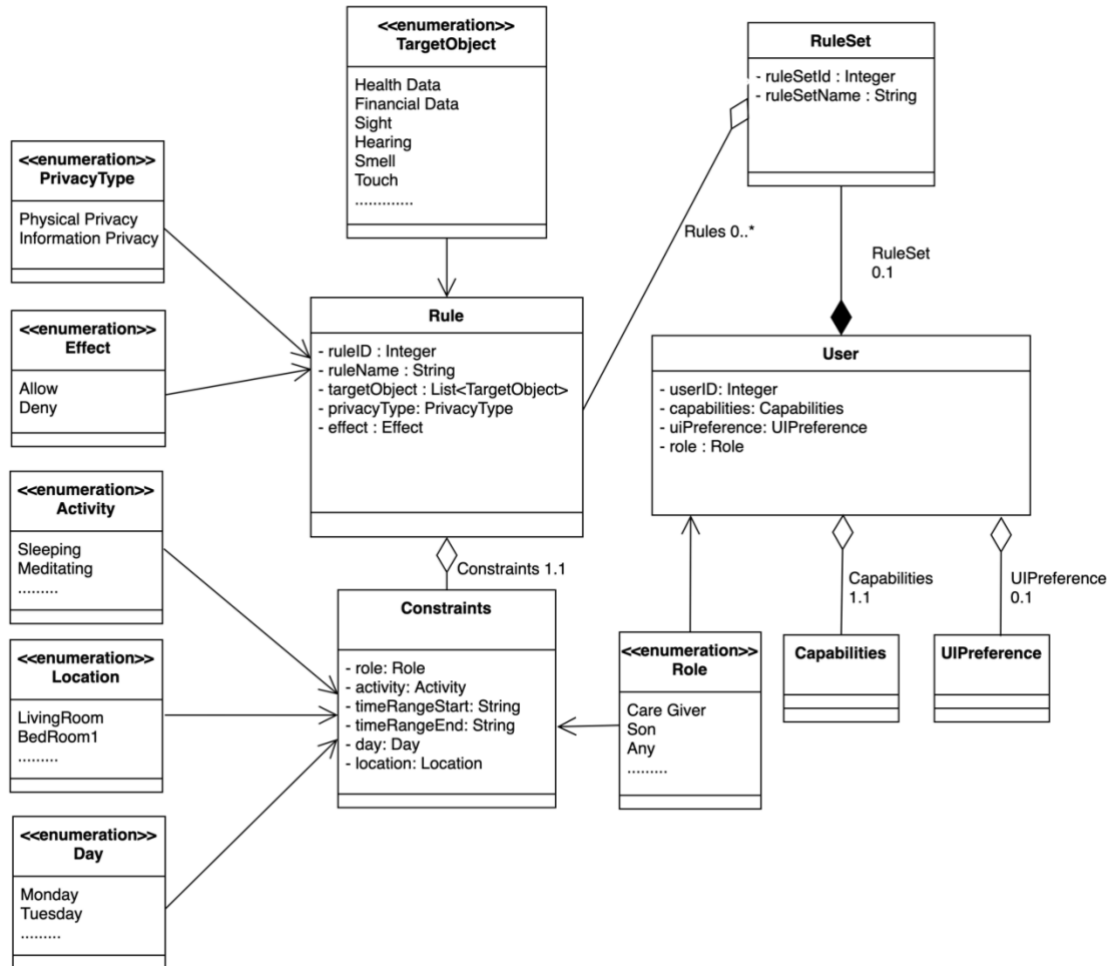 <<enumeration>>
TargetObject
Health Data
Financial Data
Sight
Hearing
Smell
Touch
.............
RuleSet
- ruleSetId : Integer
- ruleSetName : String
<<enumeration>>
PrivacyType
Physical Privacy
Information Privacy
Rules 0..*
RuleSet
0.1
<<enumeration>>
Effect
Allow
Deny
Rule
- ruleID : Integer
- ruleName : String
- targetObject : List<TargetObject>
- privacyType: PrivacyType
- effect : Effect
User
- userID: Integer
- capabilities: Capabilities
- uiPreference: UIPreference
- role : Role
<<enumeration>>
Activity
Sleeping
Meditating
.........
Constraints 1.1
Capabilities
1.1
UIPreference
0.1
Constraints
- role: Role
- activity: Activity
- timeRangeStart: String
- timeRangeEnd: String
- day: Day
- location: Location
<<enumeration>>
Role
Care Giver
Son
Any
.........
Capabilities
UIPreference
<<enumeration>>
Location
LivingRoom
BedRoom1
.........
<<enumeration>>
Day
Monday
Tuesday
.........